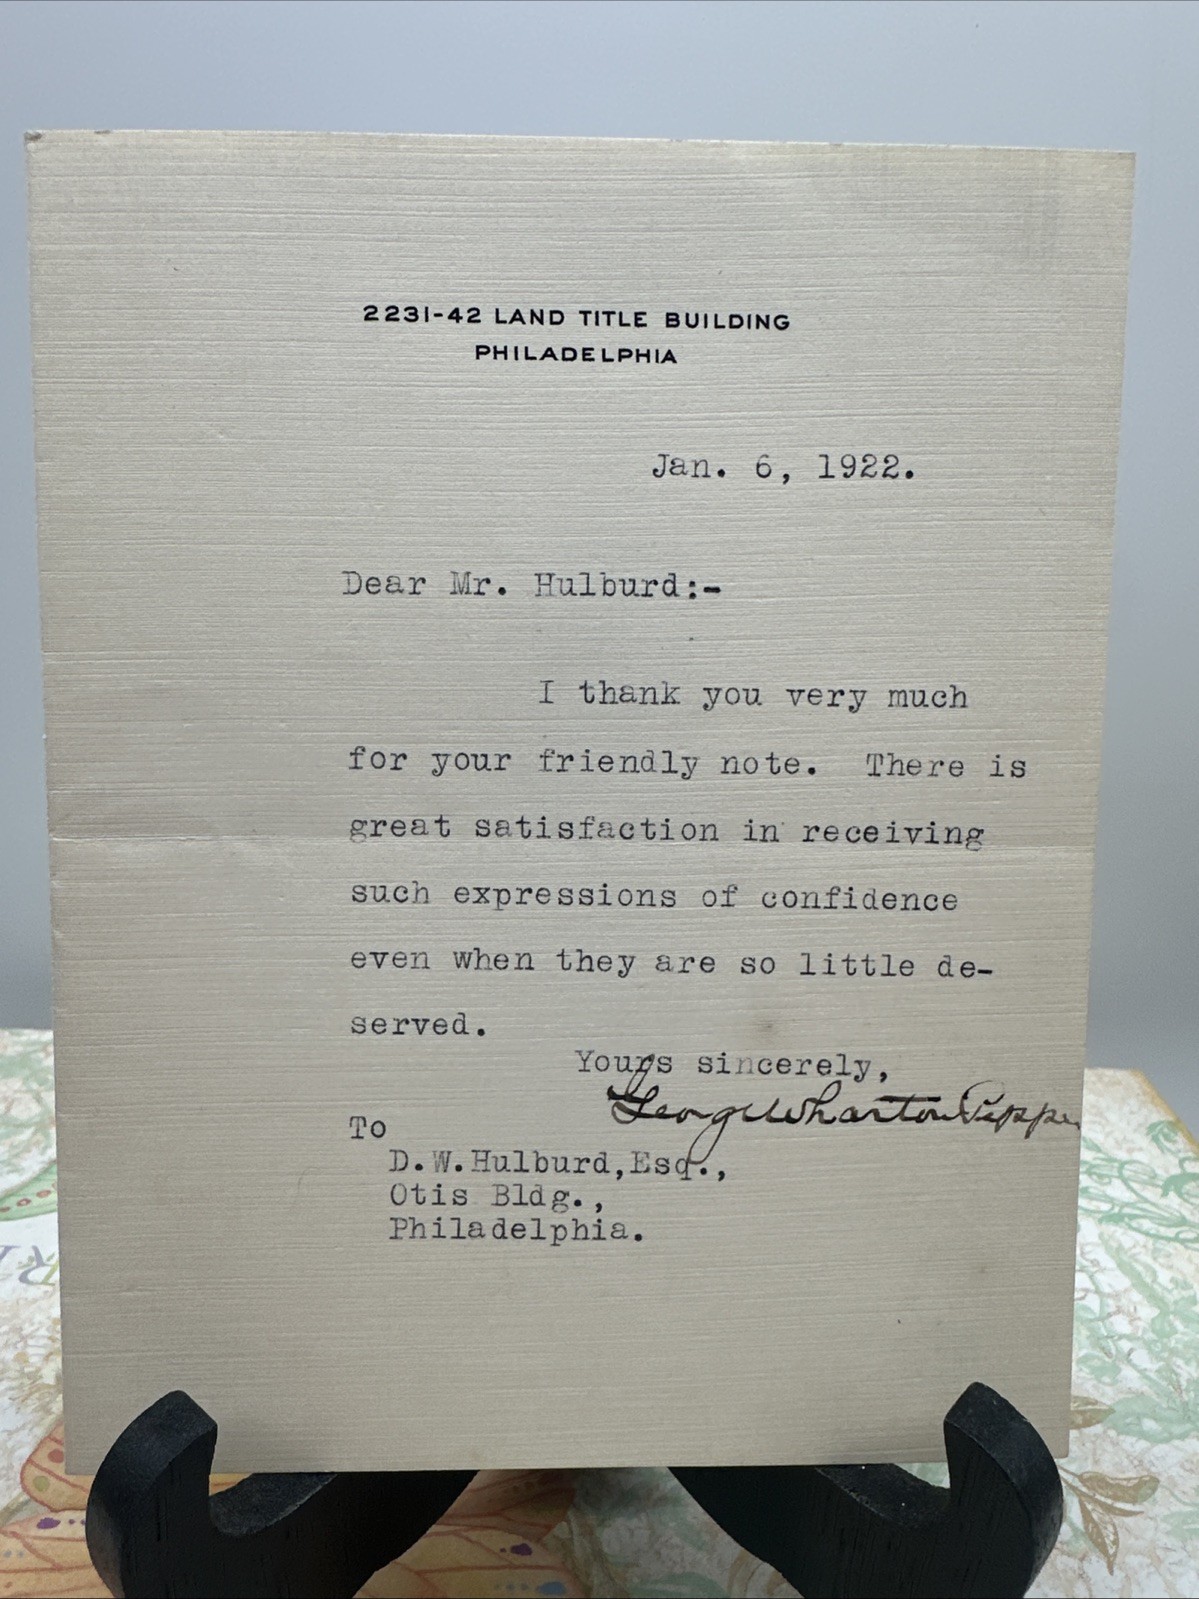 2231-42 LAND TITLE BUILDING
PHILADELPHIA
Jan. 6, 1922.
Dear Mr. Hulburd:-
I thank you very much
for your friendly note. There is
great satisfaction in receiving
such expressions of confidence
even when they are so little de-
served.
Yours sincerely,
George Wharton Pepper
To
D.W.Hulburd,Esq.,
Otis Bldg.,
Philadelphia.